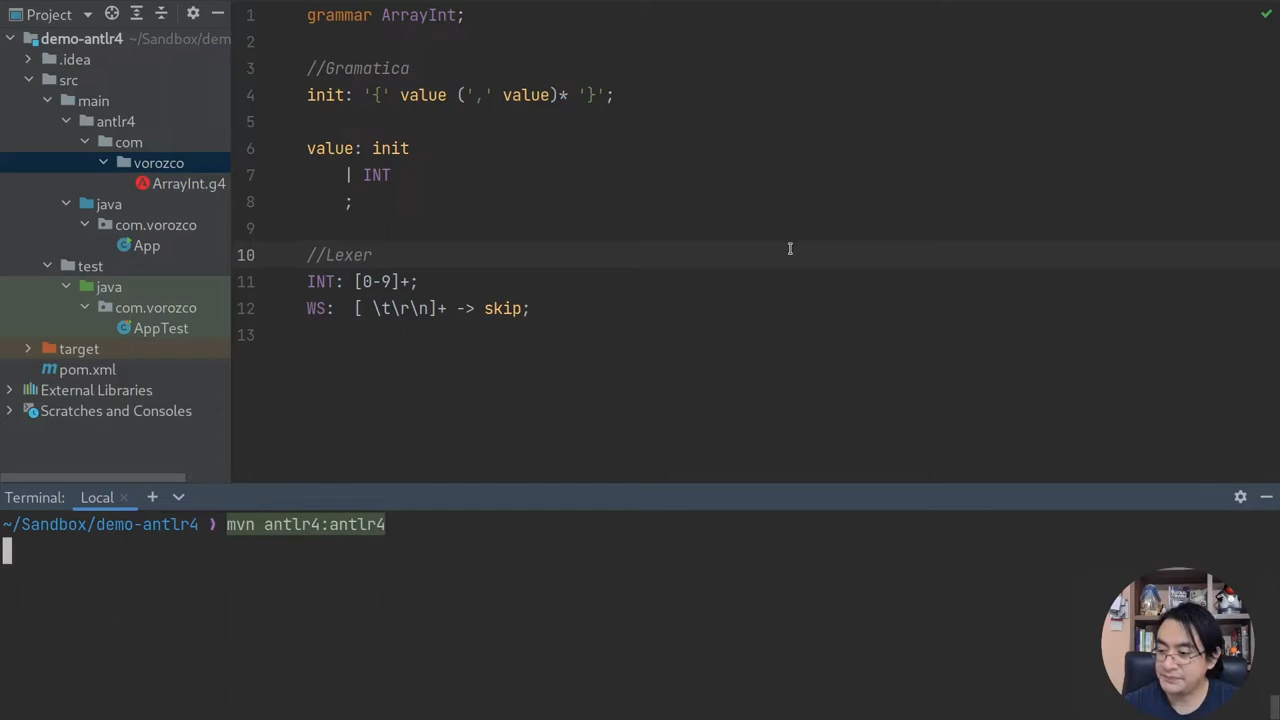 Project
demo-antlr4 ~/Sandbox/dem
.idea
src
main
antlr4
com
vorozco
ArrayInt.g4
java
com.vorozco
App
test
java
com.vorozco
AppTest
target
pom.xml
External Libraries
Scratches and Consoles
1 grammar ArrayInt;
2
3 //Gramatica
4 init: '{' value (',' value)* '}';
5
6 value: init
7 | INT
8 ;
9
10 //Lexer
11 INT: [0-9]+;
12 WS: [ \t\r\n]+ -> skip;
13
Terminal: Local
~/Sandbox/demo-antlr4 ❯ mvn antlr4:antlr4